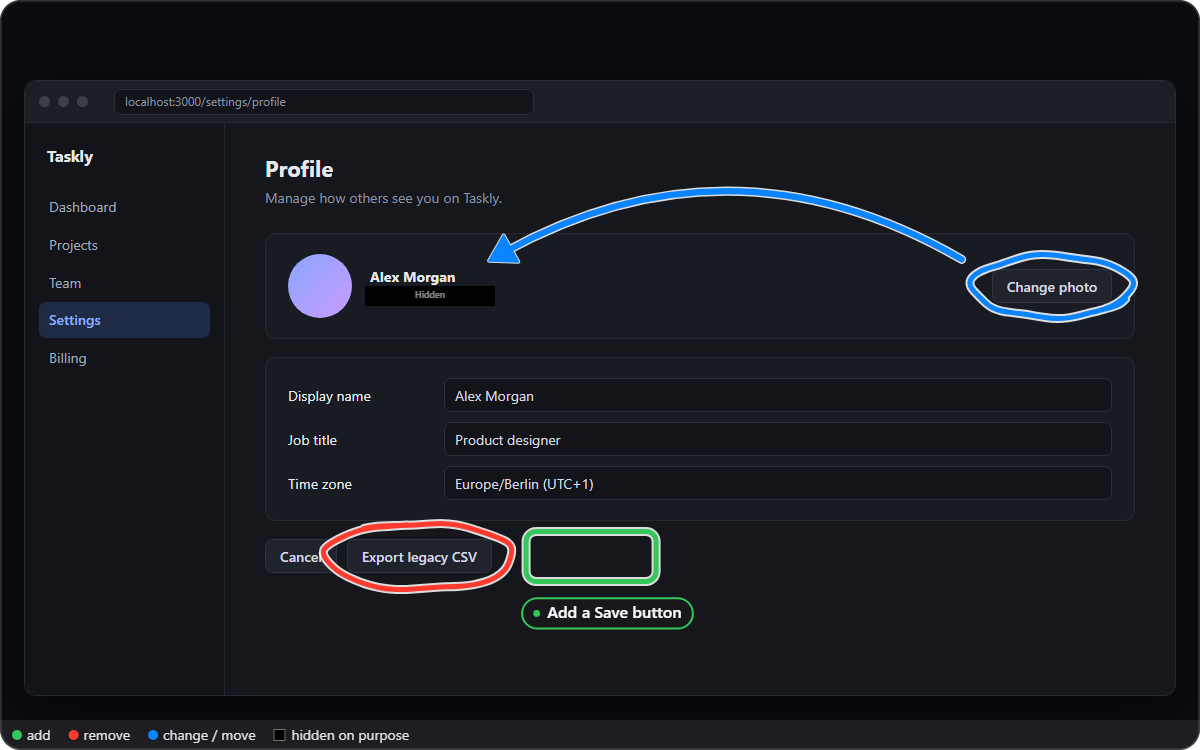 localhost:3000/settings/profile
Taskly
Dashboard
Projects
Team
Settings
Billing
Profile
Manage how others see you on Taskly.
Alex Morgan
Hidden
Change photo
Display name Alex Morgan
Job title Product designer
Time zone Europe/Berlin (UTC+1)
Cancel Export legacy CSV
Add a Save button
add remove change / move hidden on purpose